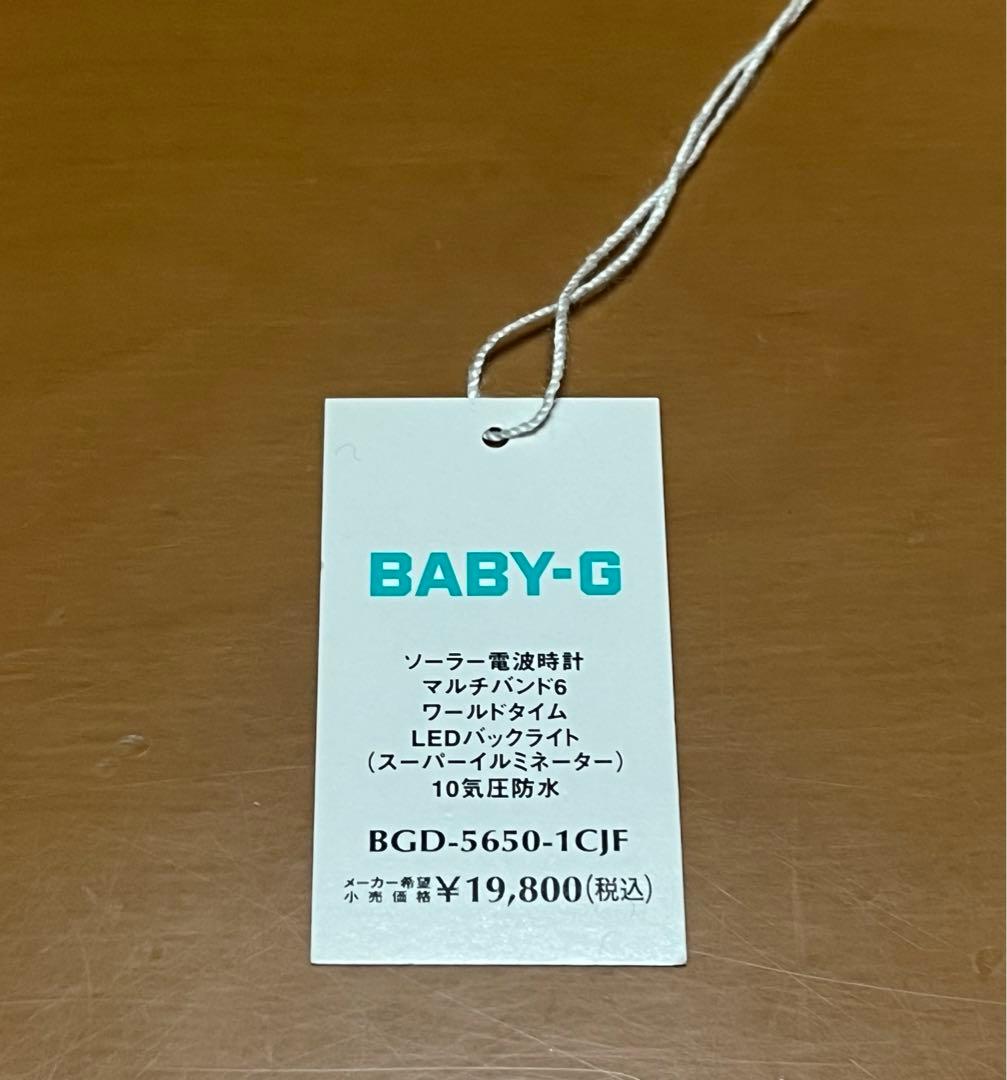 BABY-G
ソーラー電波時計
マルチバンド6
ワールドタイム
LEDバックライト
(スーパーイルミネーター)
10気圧防水
BGD-5650-1CJF
メーカー希望小売価格 ¥19,800(税込)